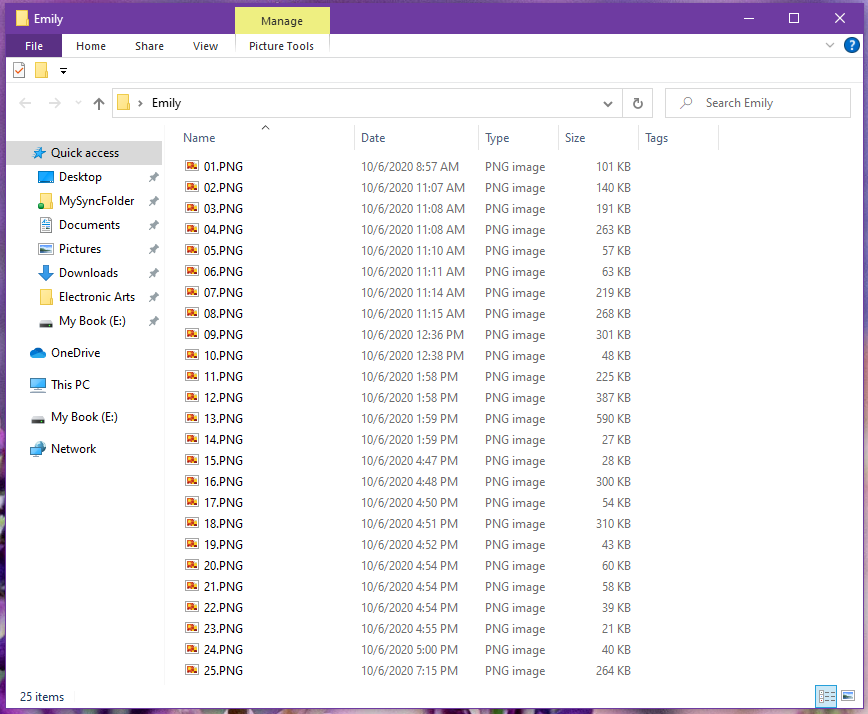 Emily
Manage
File Home Share View Picture Tools
?
Emily
Search Emily
Name Date Type Size Tags
Quick access
Desktop
MySyncFolder
Documents
Pictures
Downloads
Electronic Arts
My Book (E:)
OneDrive
This PC
My Book (E:)
Network
01.PNG 10/6/2020 8:57 AM PNG image 101 KB
02.PNG 10/6/2020 11:07 AM PNG image 140 KB
03.PNG 10/6/2020 11:08 AM PNG image 191 KB
04.PNG 10/6/2020 11:08 AM PNG image 263 KB
05.PNG 10/6/2020 11:10 AM PNG image 57 KB
06.PNG 10/6/2020 11:11 AM PNG image 63 KB
07.PNG 10/6/2020 11:14 AM PNG image 219 KB
08.PNG 10/6/2020 11:15 AM PNG image 268 KB
09.PNG 10/6/2020 12:36 PM PNG image 301 KB
10.PNG 10/6/2020 12:38 PM PNG image 48 KB
11.PNG 10/6/2020 1:58 PM PNG image 225 KB
12.PNG 10/6/2020 1:58 PM PNG image 387 KB
13.PNG 10/6/2020 1:59 PM PNG image 590 KB
14.PNG 10/6/2020 1:59 PM PNG image 27 KB
15.PNG 10/6/2020 4:47 PM PNG image 28 KB
16.PNG 10/6/2020 4:48 PM PNG image 300 KB
17.PNG 10/6/2020 4:50 PM PNG image 54 KB
18.PNG 10/6/2020 4:51 PM PNG image 310 KB
19.PNG 10/6/2020 4:52 PM PNG image 43 KB
20.PNG 10/6/2020 4:54 PM PNG image 60 KB
21.PNG 10/6/2020 4:54 PM PNG image 58 KB
22.PNG 10/6/2020 4:54 PM PNG image 39 KB
23.PNG 10/6/2020 4:55 PM PNG image 21 KB
24.PNG 10/6/2020 5:00 PM PNG image 40 KB
25.PNG 10/6/2020 7:15 PM PNG image 264 KB
25 items